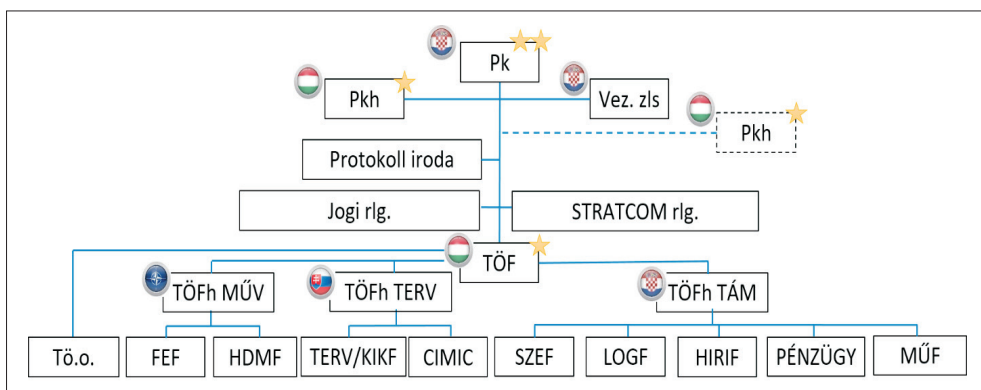 Pk
Pkh
Vez. zls
Pkh
Protokoll iroda
Jogi rlg.
STRATCOM rlg.
TÖF
TÖFh MŰV
TÖFh TERV
TÖFh TÁM
Tö.o.
FEF
HDMF
TERV/KIKF
CIMIC
SZEF
LOGF
HIRIF
PÉNZÜGY
MŰF